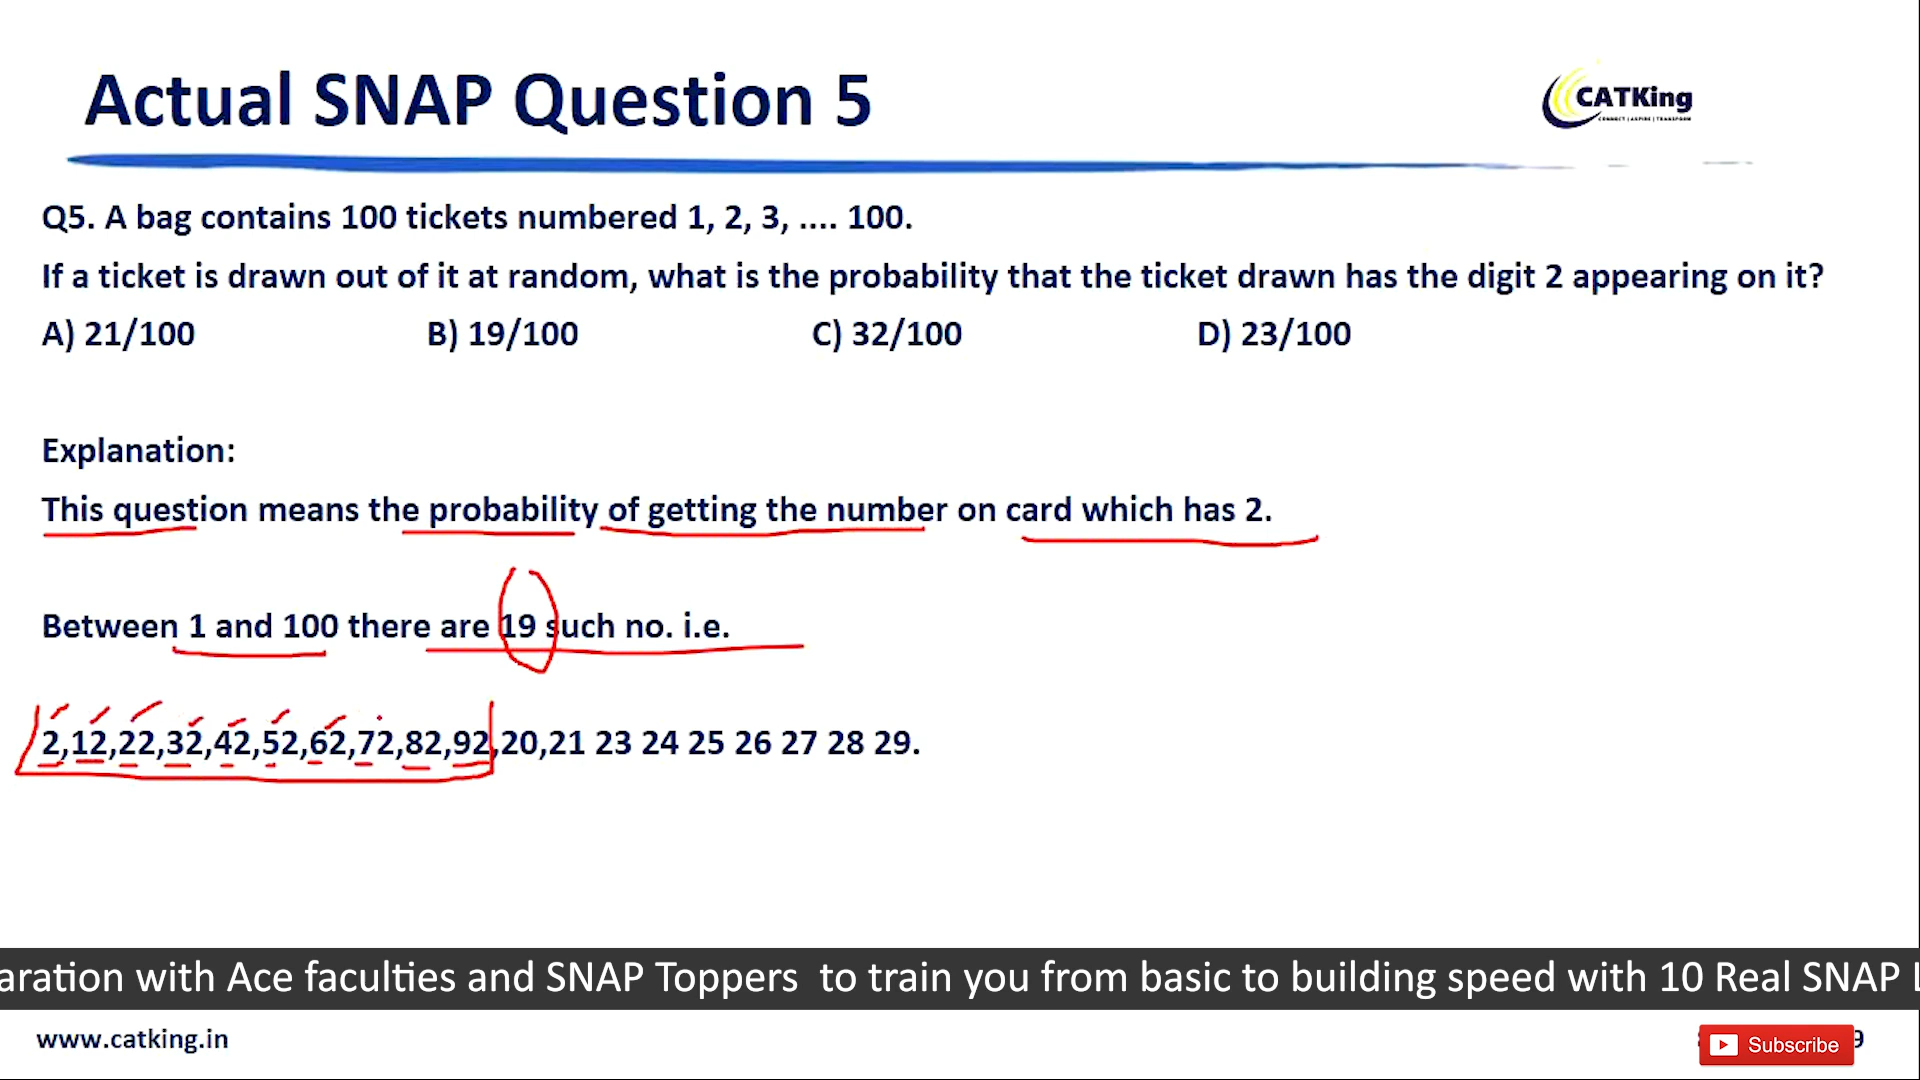 Actual SNAP Question 5
CATKing
CONNECT | ASPIRE | TRANSFORM
Q5. A bag contains 100 tickets numbered 1, 2, 3, .... 100.
If a ticket is drawn out of it at random, what is the probability that the ticket drawn has the digit 2 appearing on it?
A) 21/100 B) 19/100 C) 32/100 D) 23/100
Explanation:
This question means the probability of getting the number on card which has 2.
Between 1 and 100 there are 19 such no. i.e.
2,12,22,32,42,52,62,72,82,92,20,21 23 24 25 26 27 28 29.
aration with Ace faculties and SNAP Toppers to train you from basic to building speed with 10 Real SNAP
www.catking.in
Subscribe
9